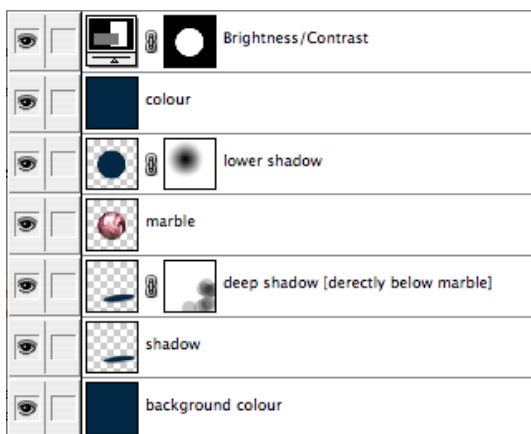 Brightness/Contrast
colour
lower shadow
marble
deep shadow [derectly below marble]
shadow
background colour